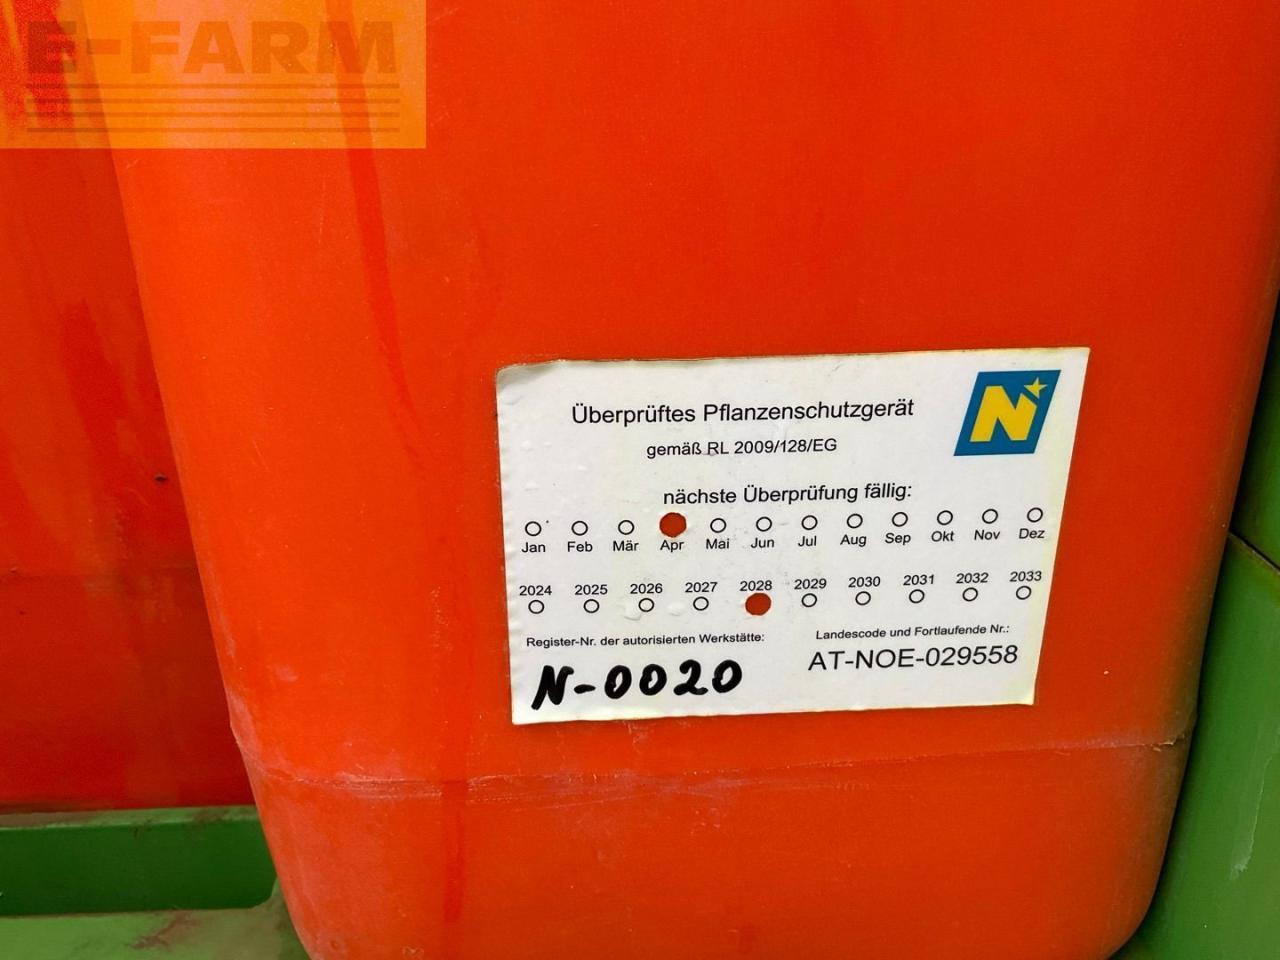 E-FARM
Überprüftes Pflanzenschutzgerät
gemäß RL 2009/128/EG
N
nächste Überprüfung fällig:
Jan Feb Mär Apr Mai Jun Jul Aug Sep Okt Nov Dez
2024 2025 2026 2027 2028 2029 2030 2031 2032 2033
Register-Nr. der autorisierten Werkstätte:
N-0020
Landescode und Fortlaufende Nr.:
AT-NOE-029558